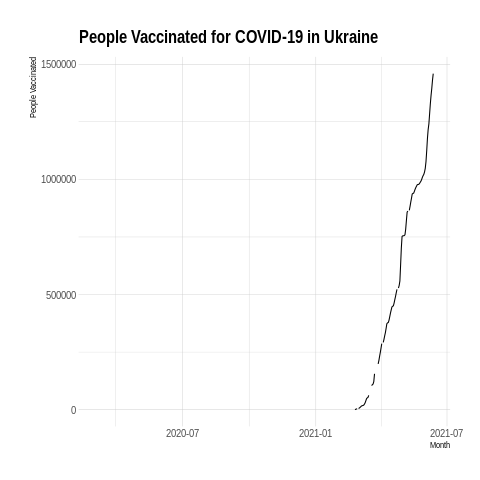 People Vaccinated for COVID-19 in Ukraine
People Vaccinated
1500000
1000000
500000
0
2020-07
2021-01
2021-07
Month